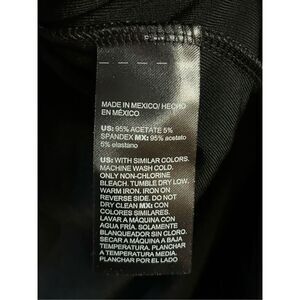 MADE IN MEXICO/ HECHO
EN MÉXICO
US: 95% ACETATE 5%
SPANDEX MX: 95% acetato
5% elastano
US: WITH SIMILAR COLORS.
MACHINE WASH COLD.
ONLY NON-CHLORINE
BLEACH. TUMBLE DRY LOW.
WARM IRON. IRON ON
REVERSE SIDE. DO NOT
DRY CLEAN MX: CON
COLORES SIMILARES.
LAVAR A MÁQUINA CON
AGUA FRÍA. SOLAMENTE
BLANQUEADOR SIN CLORO.
SECAR A MÁQUINA A BAJA
TEMPERATURA. PLANCHAR
A TEMPERATURA MEDIA.
PLANCHAR POR EL LADO